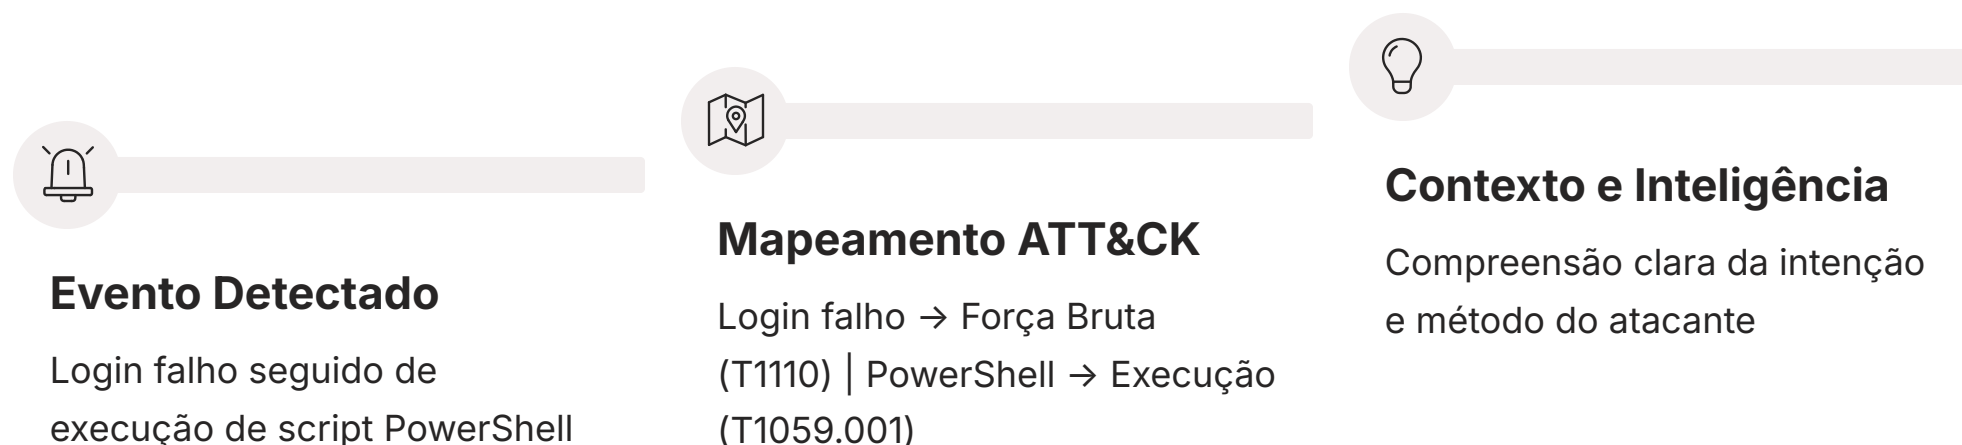 Evento Detectado
Login falho seguido de
execução de script PowerShell
Mapeamento ATT&CK
Login falho → Força Bruta
(T1110) | PowerShell → Execução
(T1059.001)
Contexto e Inteligência
Compreensão clara da intenção
e método do atacante